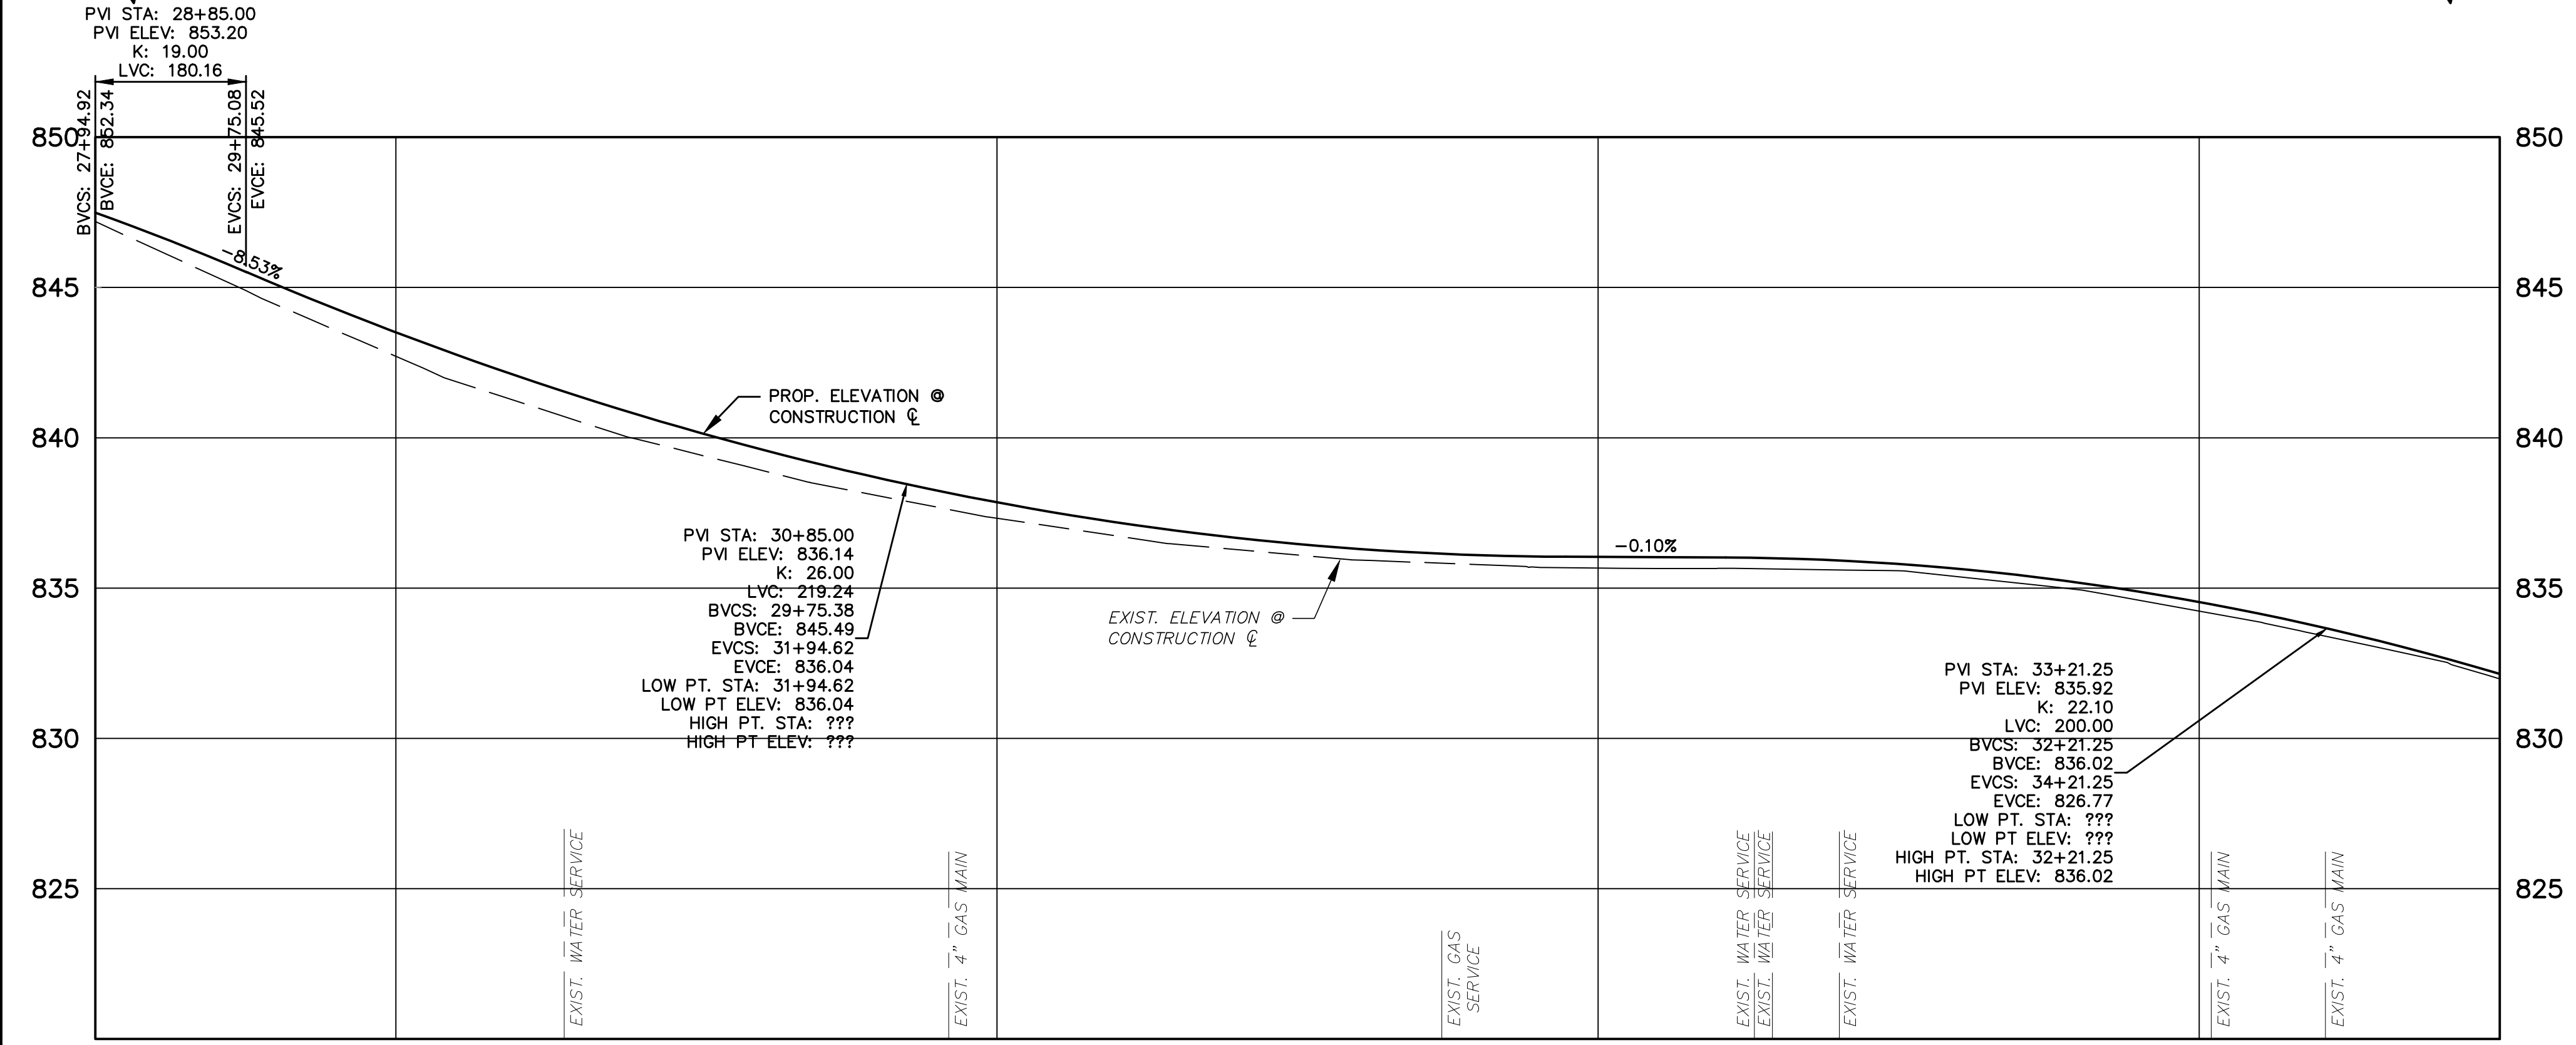 PVI STA: 28+85.00
PVI ELEV: 853.20
K: 19.00
LVC: 180.16
BVCS: 27+94.92
BVCE: 852.34
EVCS: 29+75.08
EVCE: 845.52
850
850
-8.53%
845
845
PROP. ELEVATION @
CONSTRUCTION ℄
840
840
PVI STA: 30+85.00
PVI ELEV: 836.14
K: 26.00
LVC: 219.24
BVCS: 29+75.38
BVCE: 845.49
EVCS: 31+94.62
EVCE: 836.04
LOW PT. STA: 31+94.62
LOW PT ELEV: 836.04
HIGH PT. STA: ???
HIGH PT ELEV: ???
-0.10%
835
835
EXIST. ELEVATION @
CONSTRUCTION ℄
PVI STA: 33+21.25
PVI ELEV: 835.92
K: 22.10
LVC: 200.00
BVCS: 32+21.25
BVCE: 836.02
EVCS: 34+21.25
EVCE: 826.77
LOW PT. STA: ???
LOW PT ELEV: ???
HIGH PT. STA: 32+21.25
HIGH PT ELEV: 836.02
830
830
825
825
EXIST. WATER SERVICE
EXIST. 4" GAS MAIN
EXIST. GAS
SERVICE
EXIST. WATER SERVICE
EXIST. WATER SERVICE
EXIST. WATER SERVICE
EXIST. 4" GAS MAIN
EXIST. 4" GAS MAIN